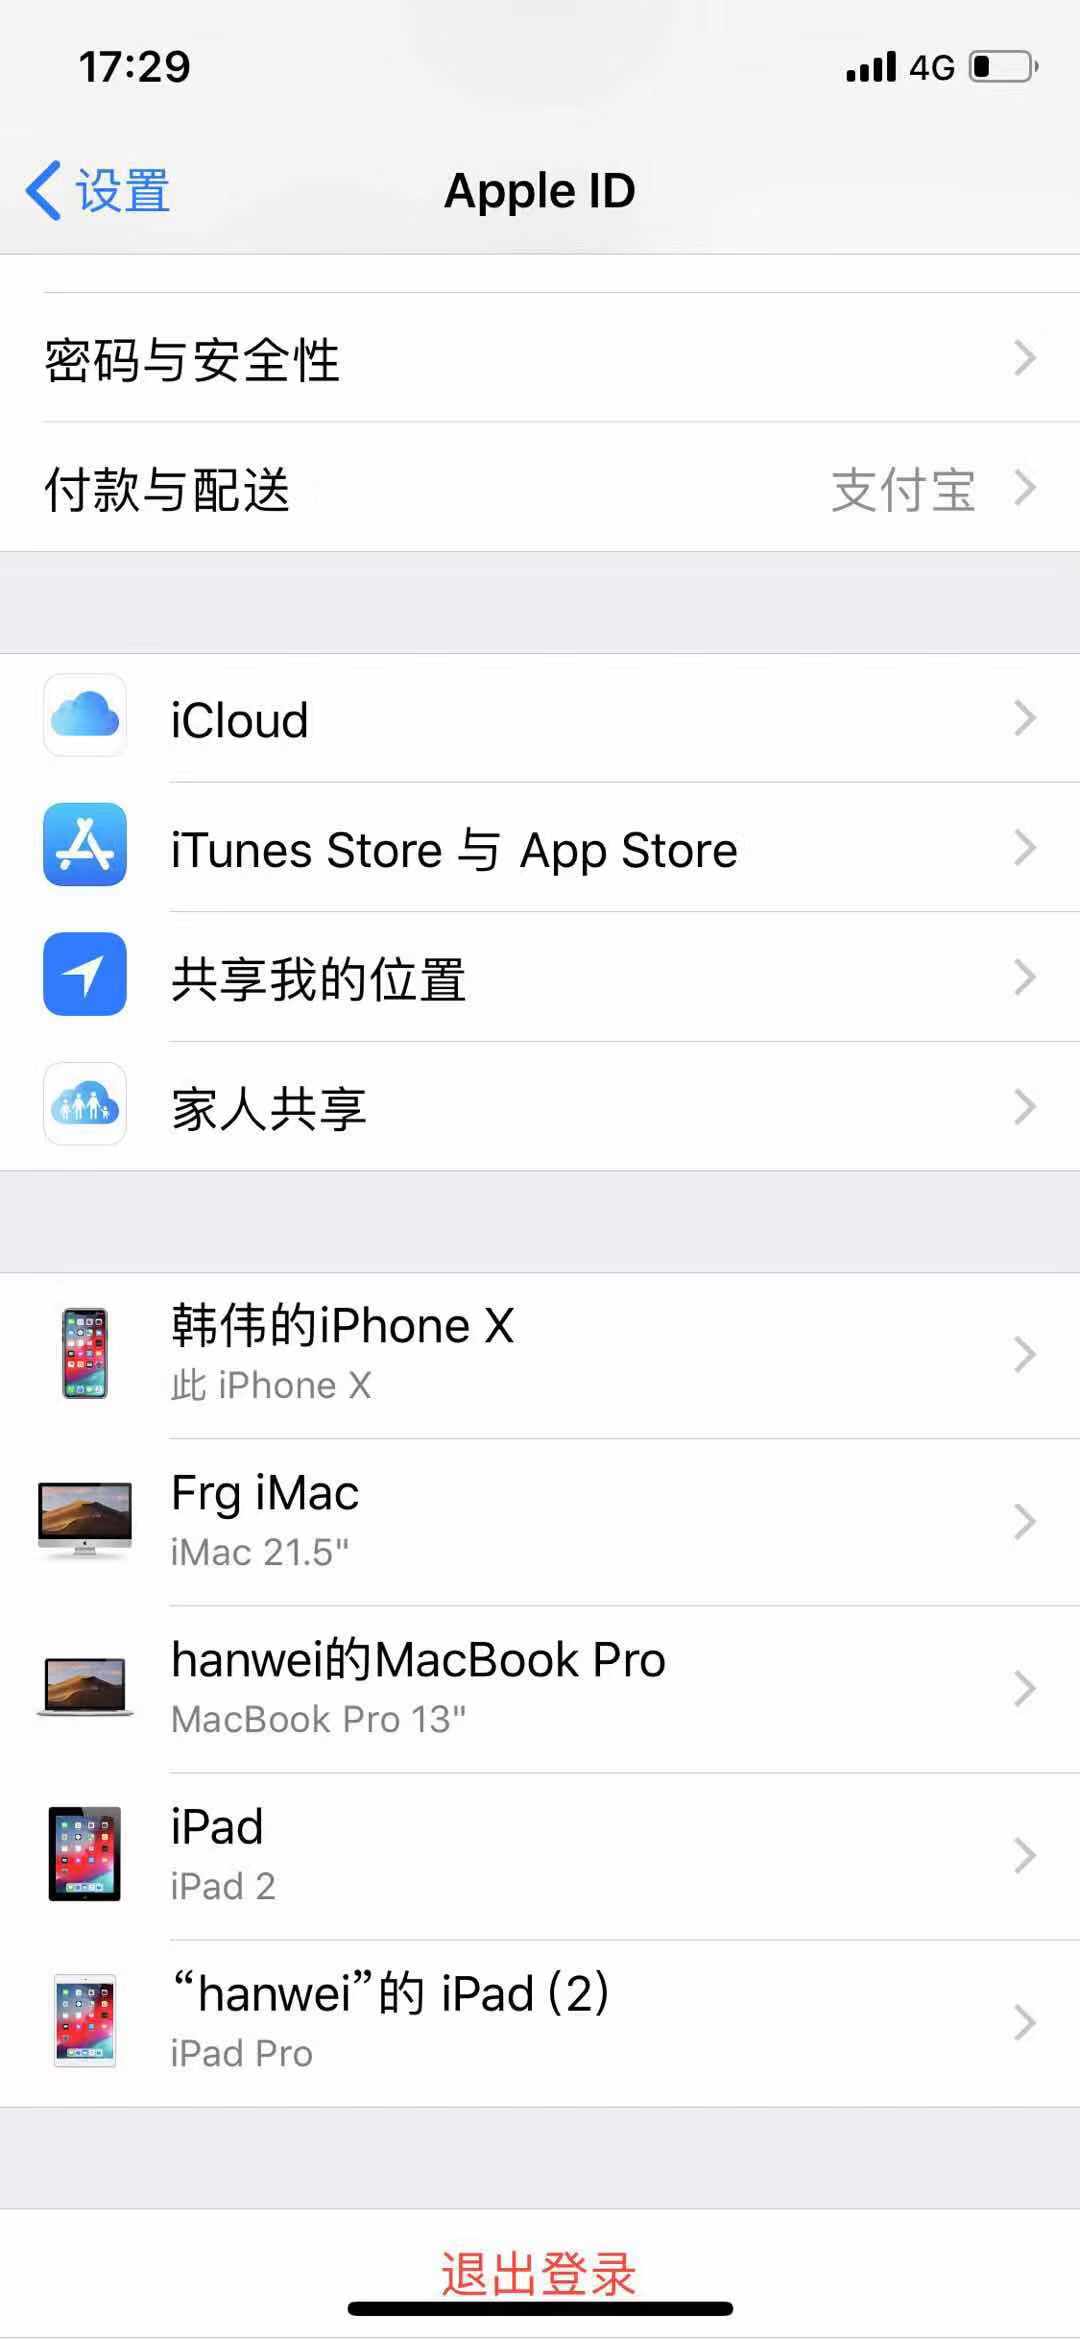 17:29
4G
设置
Apple ID
密码与安全性
付款与配送 支付宝
iCloud
iTunes Store 与 App Store
共享我的位置
家人共享
韩伟的iPhone X
此 iPhone X
Frg iMac
iMac 21.5"
hanwei的MacBook Pro
MacBook Pro 13"
iPad
iPad 2
“hanwei”的 iPad (2)
iPad Pro
退出登录